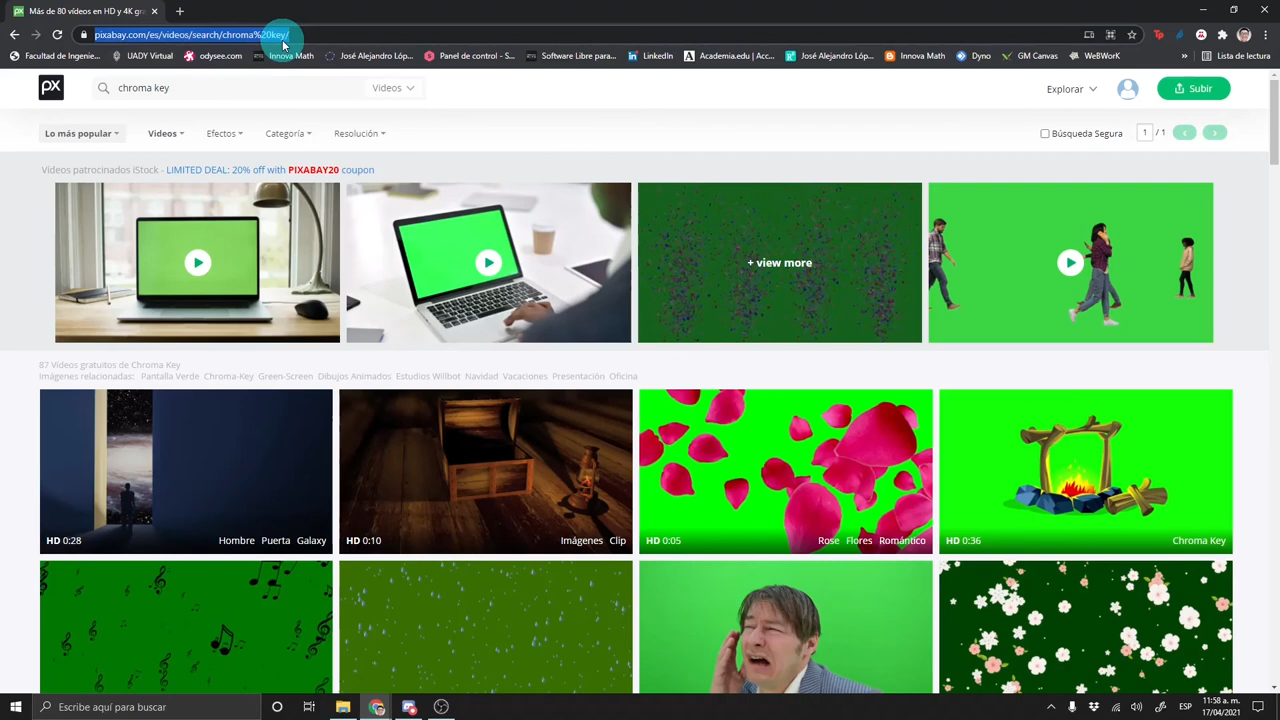 Más de 80 vídeos en HD y 4K gra
pixabay.com/es/videos/search/chroma%20key/
Facultad de Ingenie...
UADY Virtual
odysee.com
Innova Math
José Alejandro Lóp...
Panel de control - S...
Software Libre para...
LinkedIn
Academia.edu | Ac...
José Alejandro Lóp...
Dyno
GM Canvas
WeBWorK
»
Lista de lectura
px
chroma key
Videos
Explorar
Subir
Lo más popular
Videos
Efectos
Categoría
Resolución
Búsqueda Segura
1 / 1
Vídeos patrocinados iStock - LIMITED DEAL: 20% off with PIXABAY20 coupon
+ view more
87 Vídeos gratuitos de Chroma Key
Imágenes relacionadas: Pantalla Verde Chroma-Key Green-Screen Dibujos Animados Estudios Willbot Navidad Vacaciones Presentación Oficina
HD 0:28
Hombre Puerta Galaxy
HD 0:10
Imágenes Clip
HD 0:05
Rose Flores Romántico
HD 0:36
Chroma Key
Escribe aquí para buscar
ESP
11:58 a. m.
17/04/2021